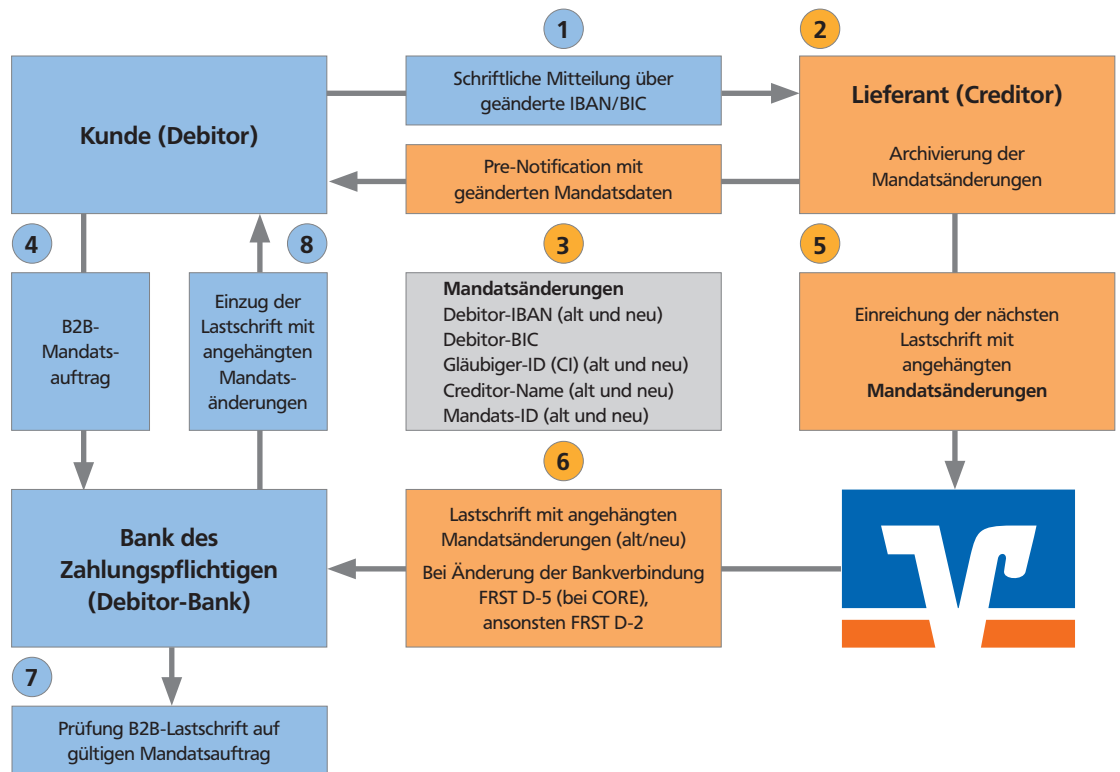 1
2
Schriftliche Mitteilung über
geänderte IBAN/BIC
Kunde (Debitor)
Lieferant (Creditor)
Archivierung der
Mandatsänderungen
Pre-Notification mit
geänderten Mandatsdaten
4
8
3
5
B2B-
Mandats-
auftrag
Einzug der
Lastschrift mit
angehängten
Mandats-
änderungen
Mandatsänderungen
Debitor-IBAN (alt und neu)
Debitor-BIC
Gläubiger-ID (CI) (alt und neu)
Creditor-Name (alt und neu)
Mandats-ID (alt und neu)
Einreichung der nächsten
Lastschrift mit
angehängten
Mandatsänderungen
6
Bank des
Zahlungspflichtigen
(Debitor-Bank)
Lastschrift mit angehängten
Mandatsänderungen (alt/neu)
Bei Änderung der Bankverbindung
FRST D-5 (bei CORE),
ansonsten FRST D-2
7
Prüfung B2B-Lastschrift auf
gültigen Mandatsauftrag